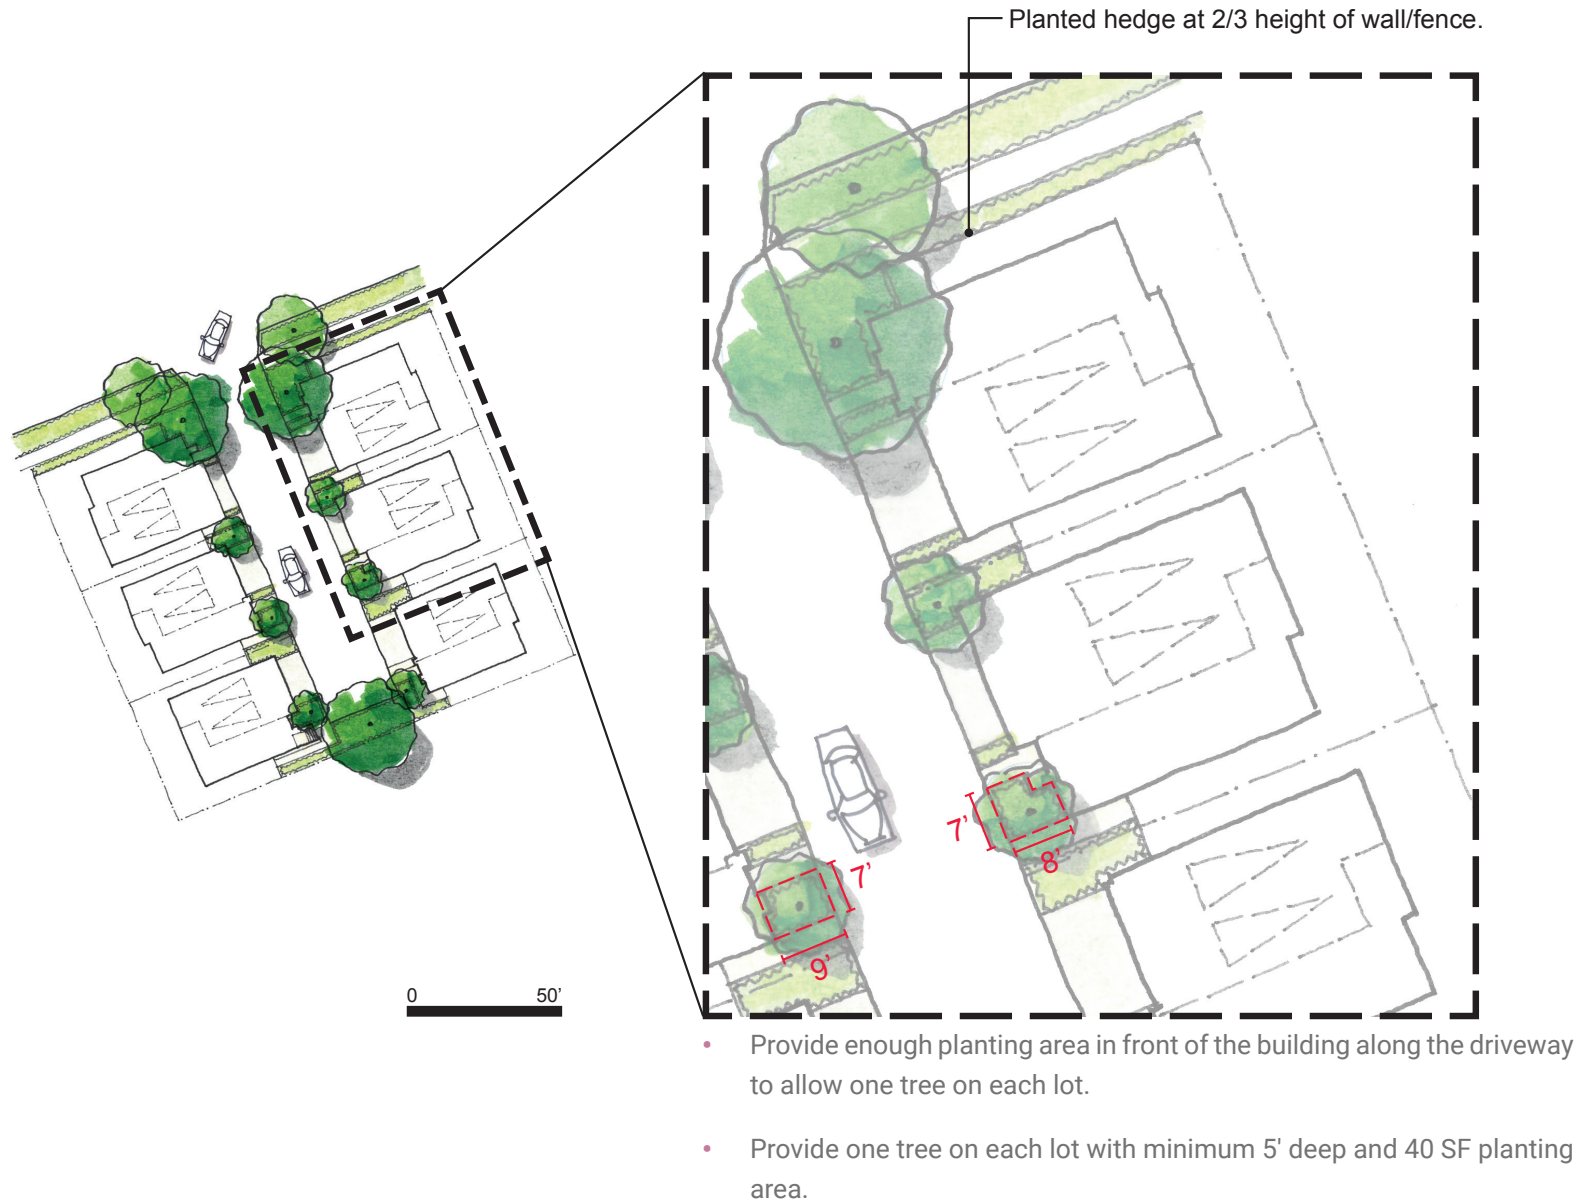 Planted hedge at 2/3 height of wall/fence.
7’
8’
7’
9’
0 50’
• Provide enough planting area in front of the building along the driveway
to allow one tree on each lot.
• Provide one tree on each lot with minimum 5' deep and 40 SF planting
area.